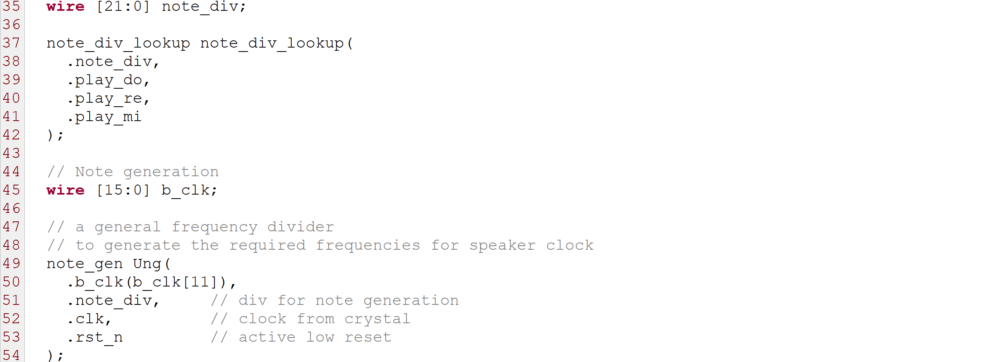 35 wire [21:0] note_div;
36
37 note_div_lookup note_div_lookup(
38 .note_div,
39 .play_do,
40 .play_re,
41 .play_mi
42 );
43
44 // Note generation
45 wire [15:0] b_clk;
46
47 // a general frequency divider
48 // to generate the required frequencies for speaker clock
49 note_gen Ung(
50 .b_clk(b_clk[11]),
51 .note_div, // div for note generation
52 .clk, // clock from crystal
53 .rst_n // active low reset
54 );